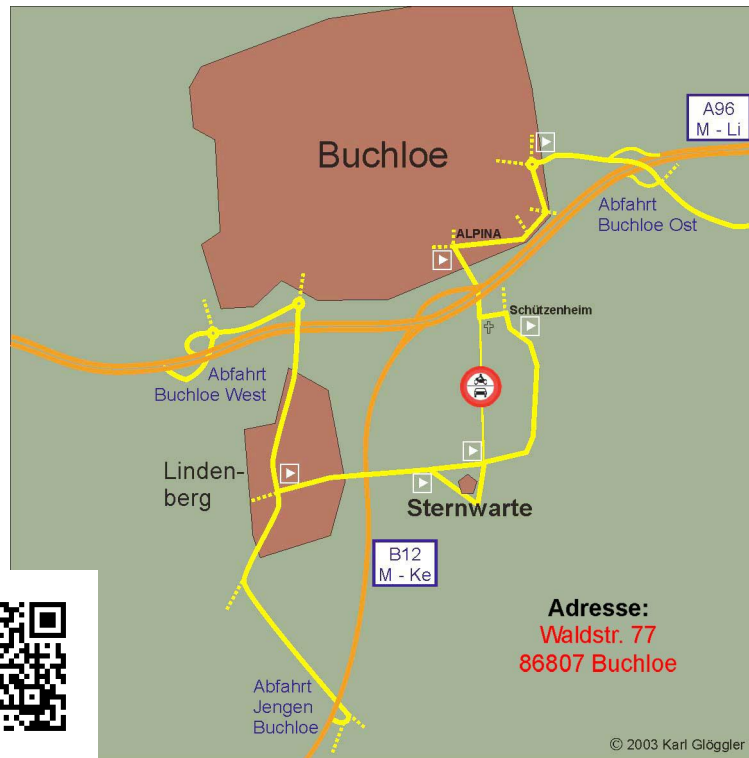 A96
M - Li
Buchloe
Abfahrt
Buchloe Ost
ALPINA
Schützenheim
Abfahrt
Buchloe West
Linden-
berg
Sternwarte
B12
M - Ke
Adresse:
Waldstr. 77
86807 Buchloe
Abfahrt
Jengen
Buchloe
© 2003 Karl Glöggler